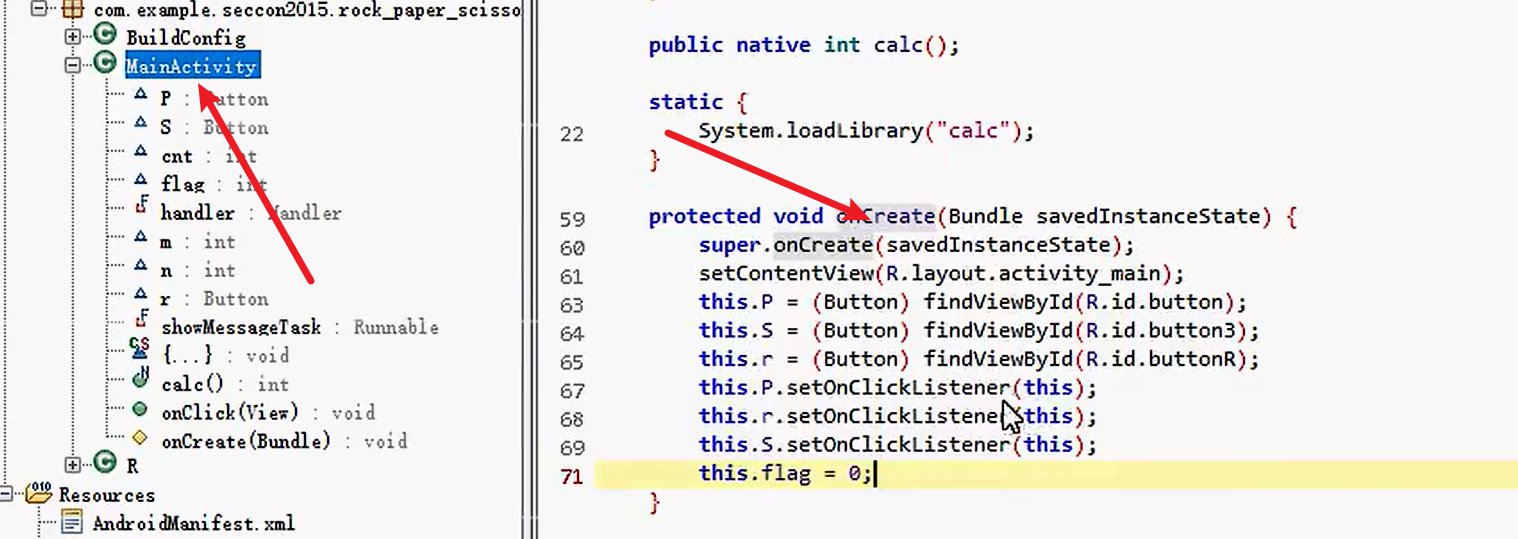 com.example.seccon2015.rock_paper_scisso
BuildConfig
MainActivity
P : Button
S : Button
cnt : int
flag : int
handler : Handler
m : int
n : int
r : Button
showMessageTask : Runnable
{...} : void
calc() : int
onClick(View) : void
onCreate(Bundle) : void
R
Resources
AndroidManifest.xml
public native int calc();
static {
22 System.loadLibrary("calc");
}
59 protected void onCreate(Bundle savedInstanceState) {
60 super.onCreate(savedInstanceState);
61 setContentView(R.layout.activity_main);
63 this.P = (Button) findViewById(R.id.button);
64 this.S = (Button) findViewById(R.id.button3);
65 this.r = (Button) findViewById(R.id.buttonR);
67 this.P.setOnClickListener(this);
68 this.r.setOnClickListener(this);
69 this.S.setOnClickListener(this);
71 this.flag = 0;
}